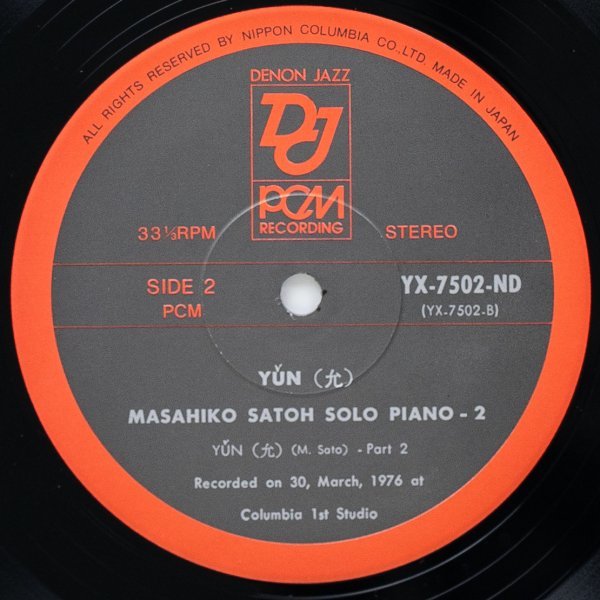 ALL RIGHTS RESERVED BY NIPPON COLUMBIA CO., LTD. MADE IN JAPAN
DENON JAZZ
DJ
PCM
RECORDING
33⅓RPM
STEREO
SIDE 2
YX-7502-ND
PCM
(YX-7502-B)
YǓN (允)
MASAHIKO SATOH SOLO PIANO - 2
YǓN (允) (M. Sato) - Part 2
Recorded on 30, March, 1976 at
Columbia 1st Studio